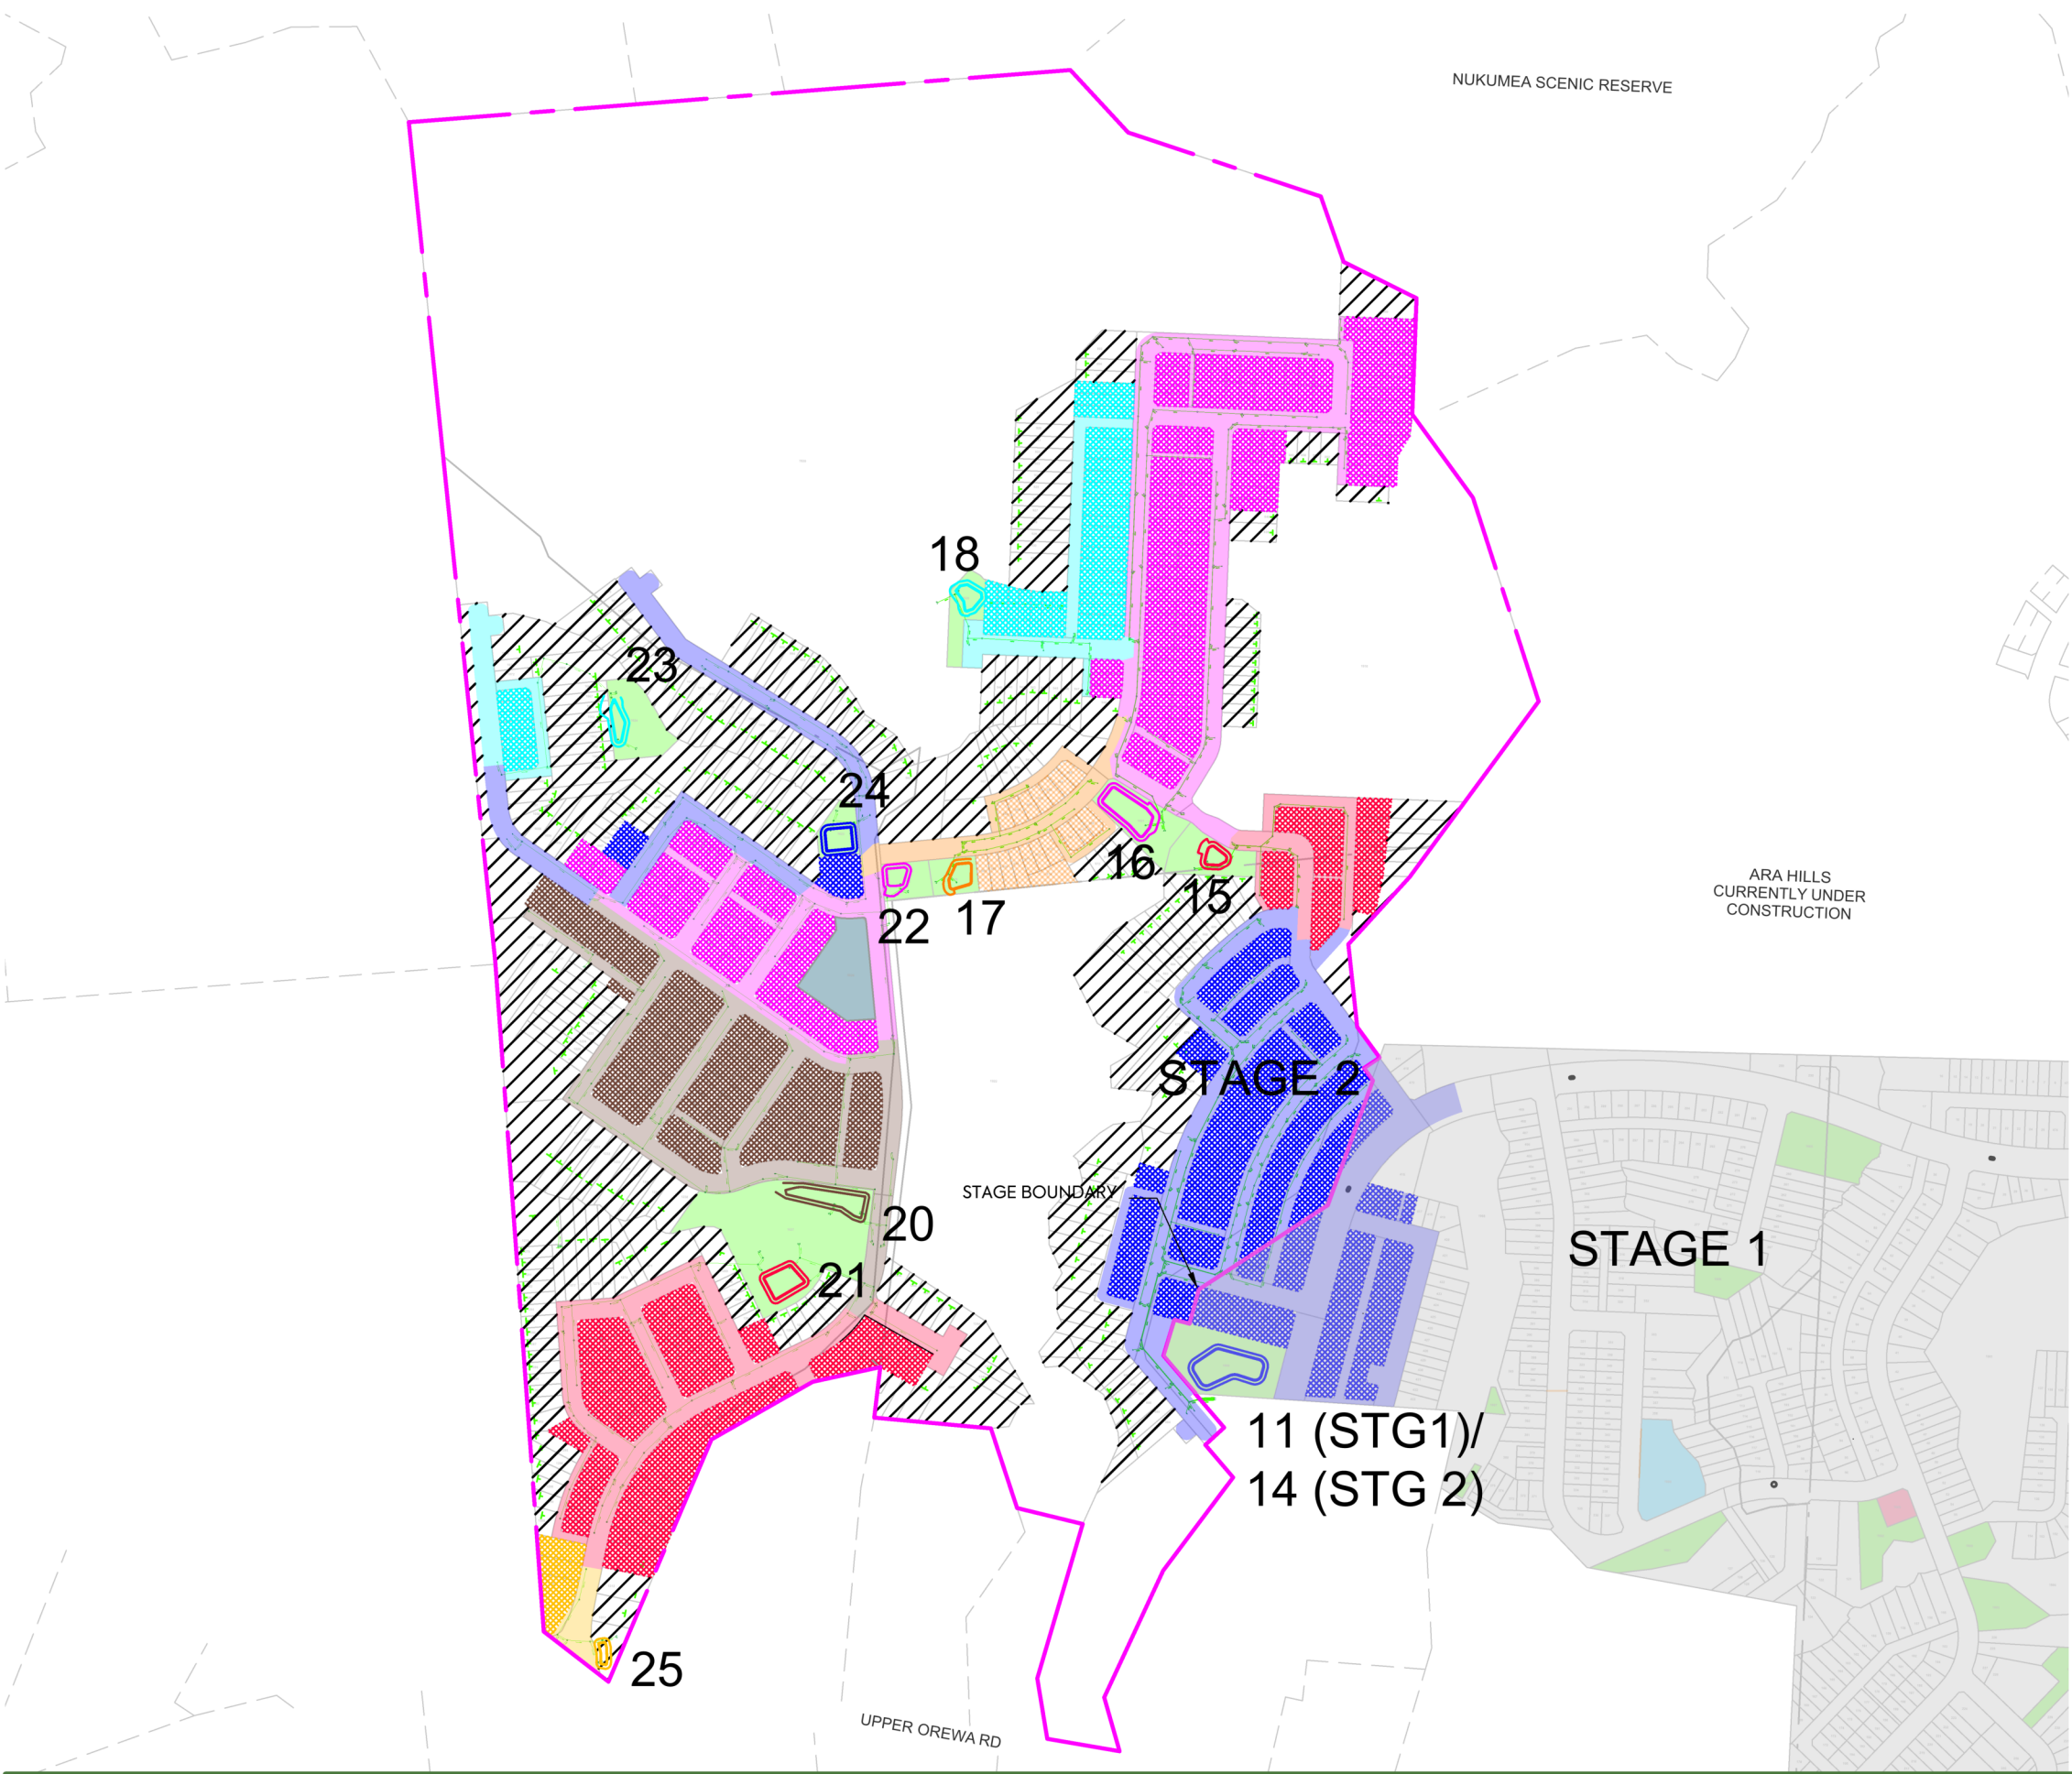 NUKUMEA SCENIC RESERVE
18
23
24
16
15
22
17
ARA HILLS
CURRENTLY UNDER
CONSTRUCTION
STAGE 2
STAGE BOUNDARY
20
STAGE 1
21
11 (STG1)/
14 (STG 2)
25
UPPER OREWA RD